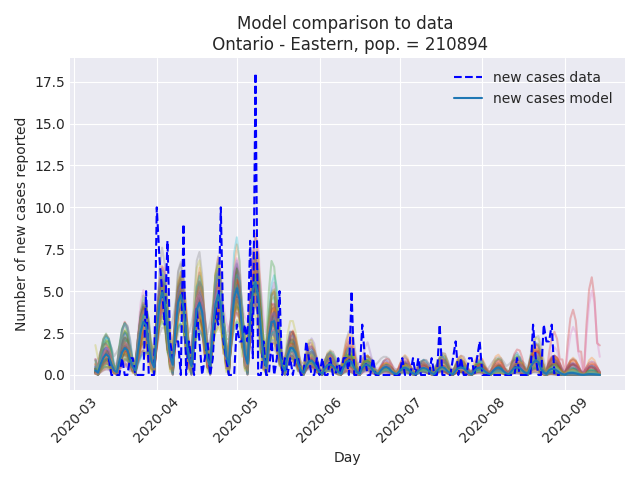 Model comparison to data
Ontario - Eastern, pop. = 210894
new cases data
new cases model
Number of new cases reported
17.5
15.0
12.5
10.0
7.5
5.0
2.5
0.0
2020-03
2020-04
2020-05
2020-06
2020-07
2020-08
2020-09
Day